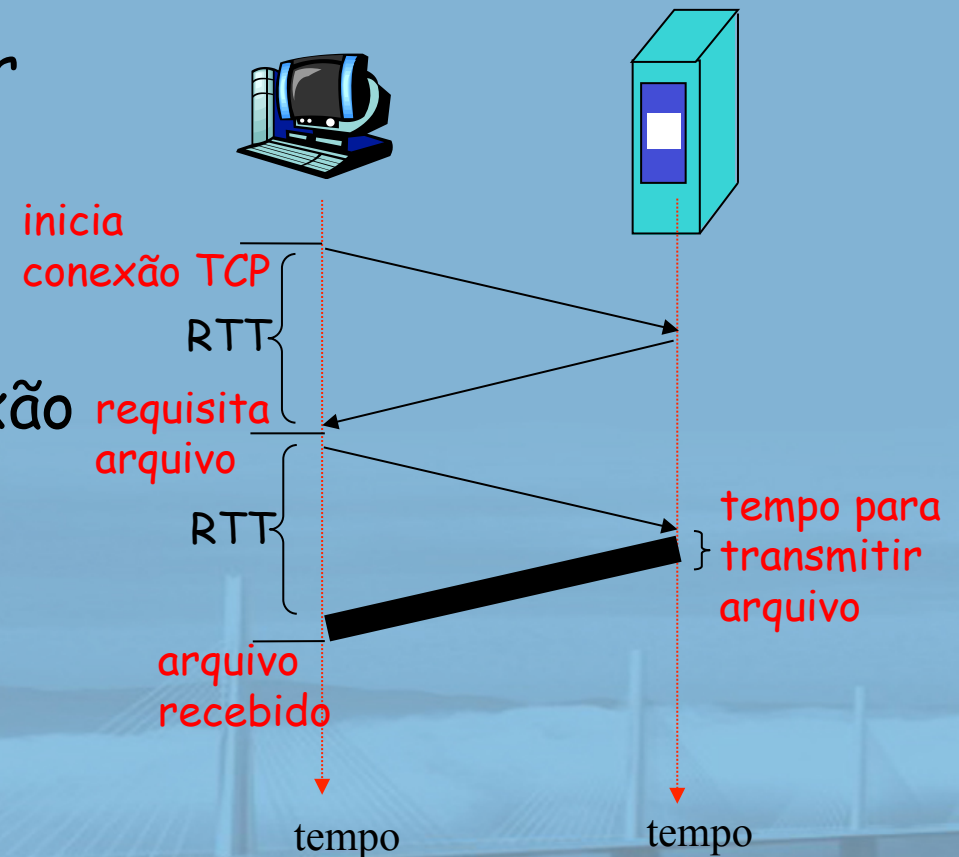 r
inicia
conexão TCP
RTT
xão
requisita
arquivo
RTT
tempo para
transmitir
arquivo
arquivo
recebido
tempo
tempo